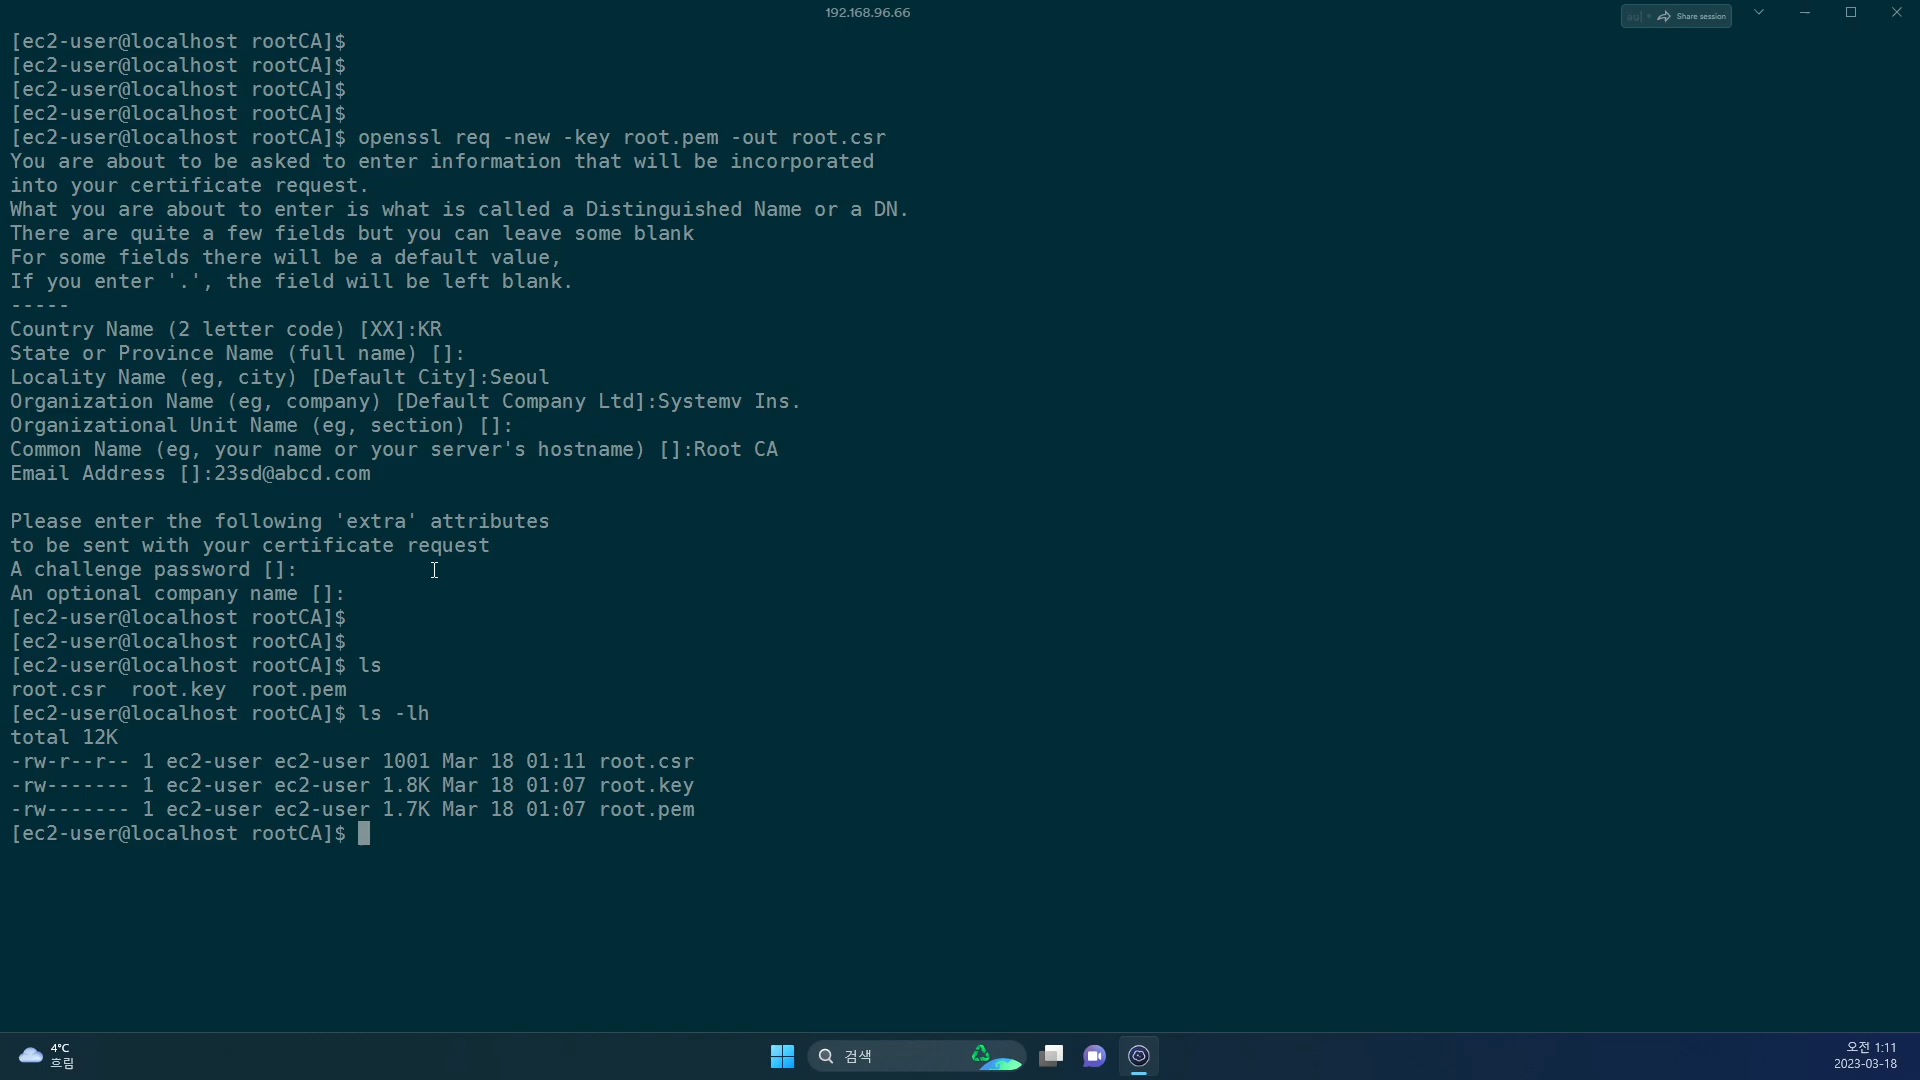 192.168.96.66
Share session
[ec2-user@localhost rootCA]$
[ec2-user@localhost rootCA]$
[ec2-user@localhost rootCA]$
[ec2-user@localhost rootCA]$
[ec2-user@localhost rootCA]$ openssl req -new -key root.pem -out root.csr
You are about to be asked to enter information that will be incorporated
into your certificate request.
What you are about to enter is what is called a Distinguished Name or a DN.
There are quite a few fields but you can leave some blank
For some fields there will be a default value,
If you enter '.', the field will be left blank.
-----
Country Name (2 letter code) [XX]:KR
State or Province Name (full name) []:
Locality Name (eg, city) [Default City]:Seoul
Organization Name (eg, company) [Default Company Ltd]:Systemv Ins.
Organizational Unit Name (eg, section) []:
Common Name (eg, your name or your server's hostname) []:Root CA
Email Address []:23sd@abcd.com
Please enter the following 'extra' attributes
to be sent with your certificate request
A challenge password []:
An optional company name []:
[ec2-user@localhost rootCA]$
[ec2-user@localhost rootCA]$
[ec2-user@localhost rootCA]$ ls
root.csr  root.key  root.pem
[ec2-user@localhost rootCA]$ ls -lh
total 12K
-rw-r--r-- 1 ec2-user ec2-user 1001 Mar 18 01:11 root.csr
-rw------- 1 ec2-user ec2-user 1.8K Mar 18 01:07 root.key
-rw------- 1 ec2-user ec2-user 1.7K Mar 18 01:07 root.pem
[ec2-user@localhost rootCA]$
4°C
흐림
검색
오전 1:11
2023-03-18